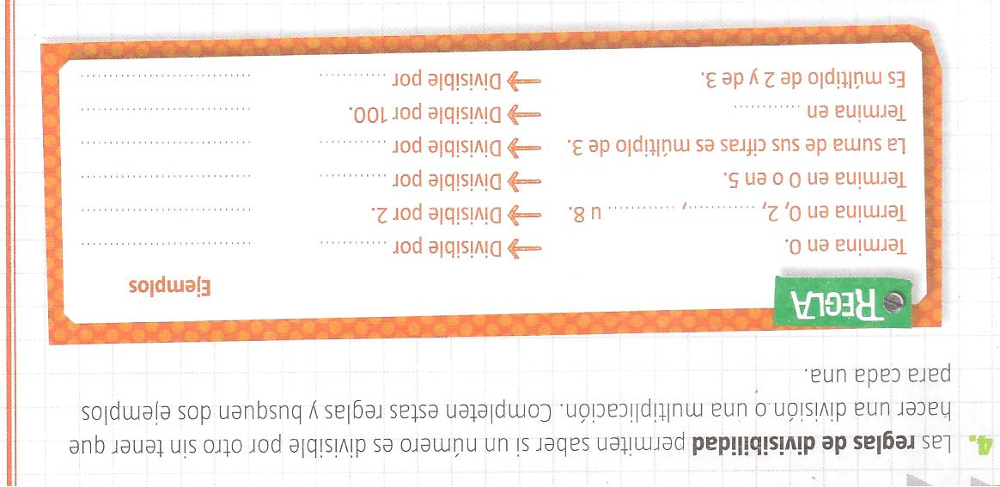 4. Las reglas de divisibilidad permiten saber si un número es divisible por otro sin tener que
hacer una división o una multiplicación. Completen estas reglas y busquen dos ejemplos
para cada una.
REGLA
Ejemplos
Termina en 0. → Divisible por ........... ..............................
Termina en 0, 2, ..........., ........... u 8. → Divisible por 2. ..............................
Termina en 0 o en 5. → Divisible por ........... ..............................
La suma de sus cifras es múltiplo de 3. → Divisible por ........... ..............................
Termina en ........... → Divisible por 100. ..............................
Es múltiplo de 2 y de 3. → Divisible por ........... ..............................